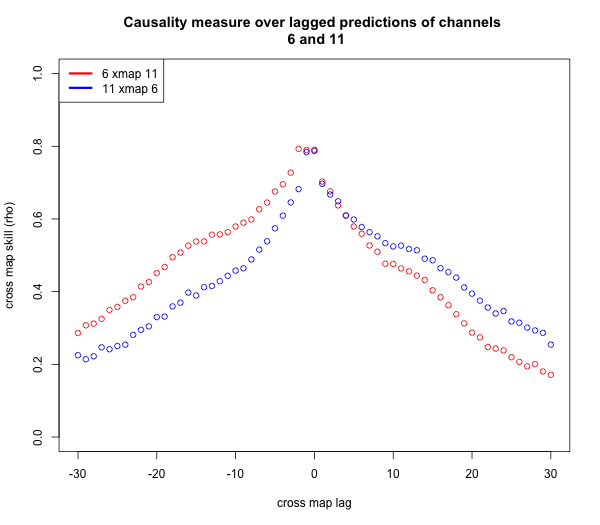 Causality measure over lagged predictions of channels
6 and 11
6 xmap 11
11 xmap 6
cross map skill (rho)
1.0
0.8
0.6
0.4
0.2
0.0
-30 -20 -10 0 10 20 30
cross map lag